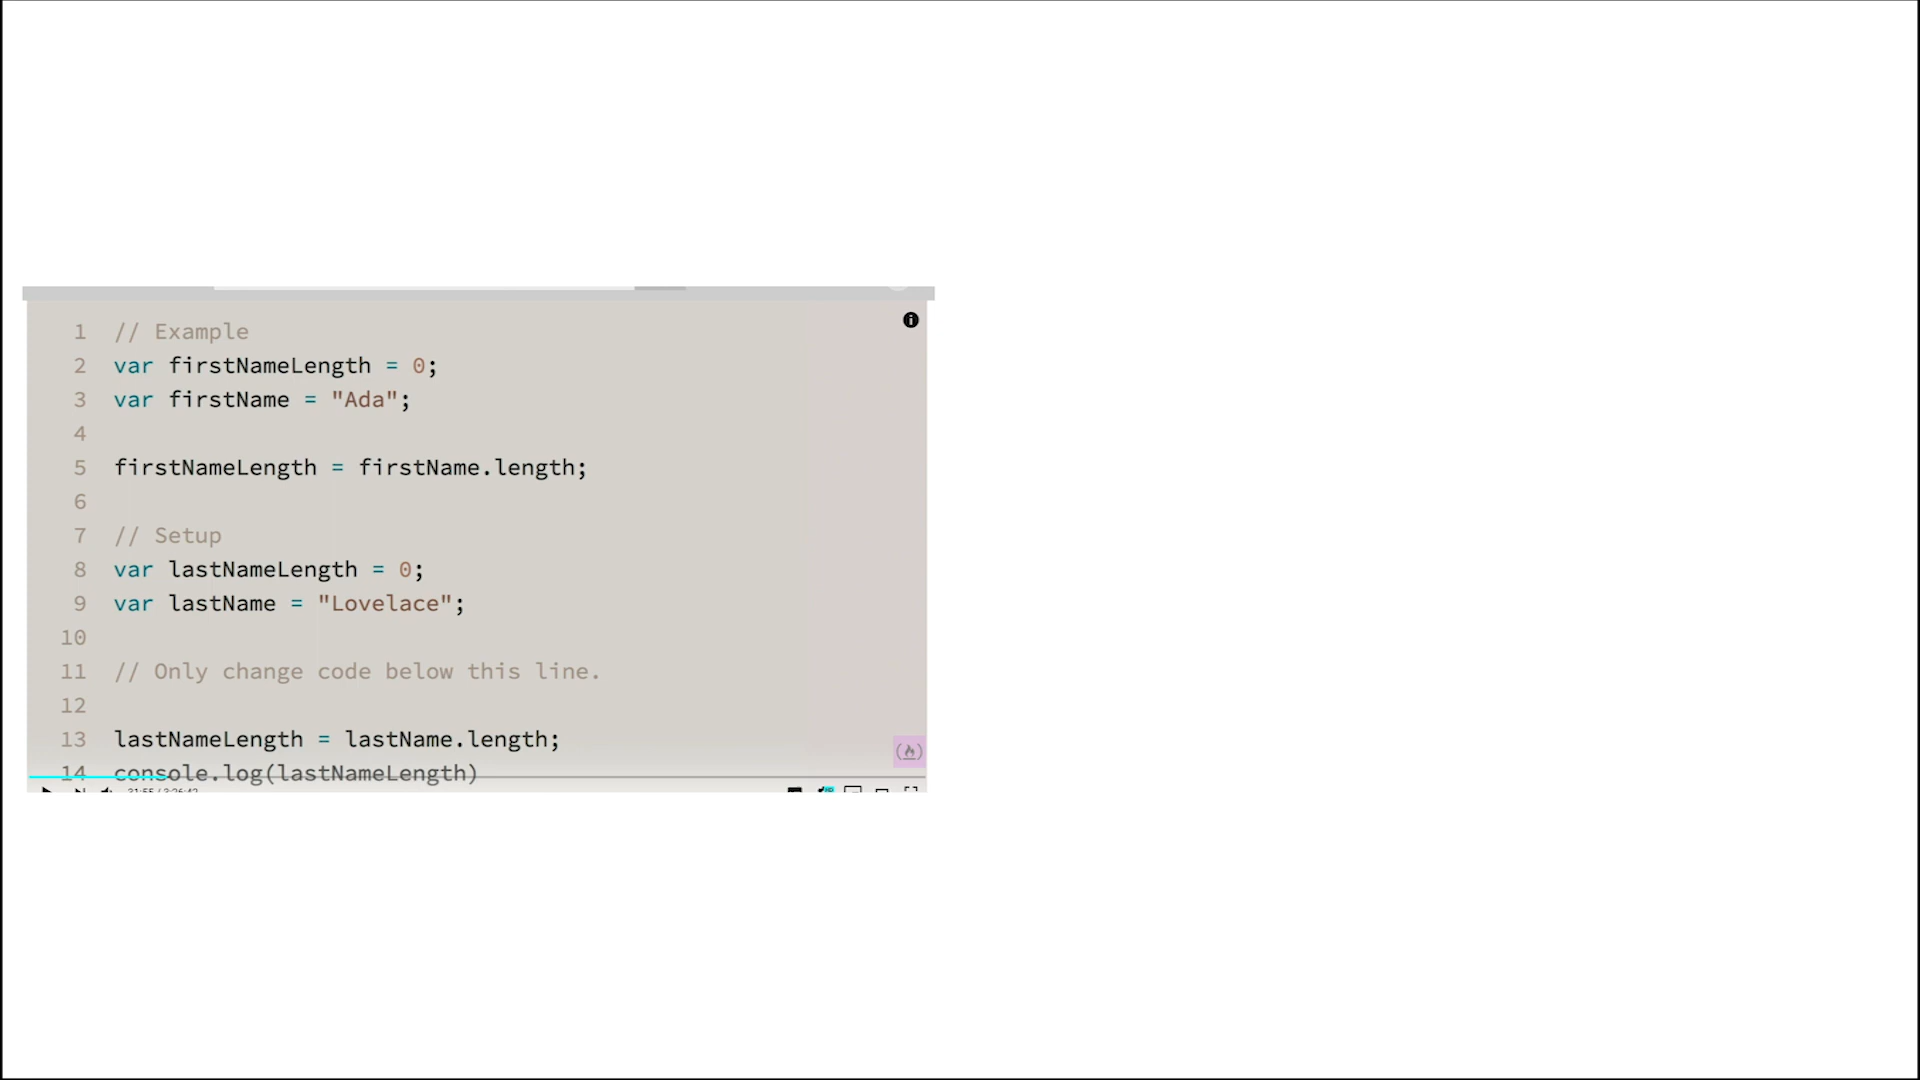 1 // Example
2 var firstNameLength = 0;
3 var firstName = "Ada";
4
5 firstNameLength = firstName.length;
6
7 // Setup
8 var lastNameLength = 0;
9 var lastName = "Lovelace";
10
11 // Only change code below this line.
12
13 lastNameLength = lastName.length;
14 console.log(lastNameLength)